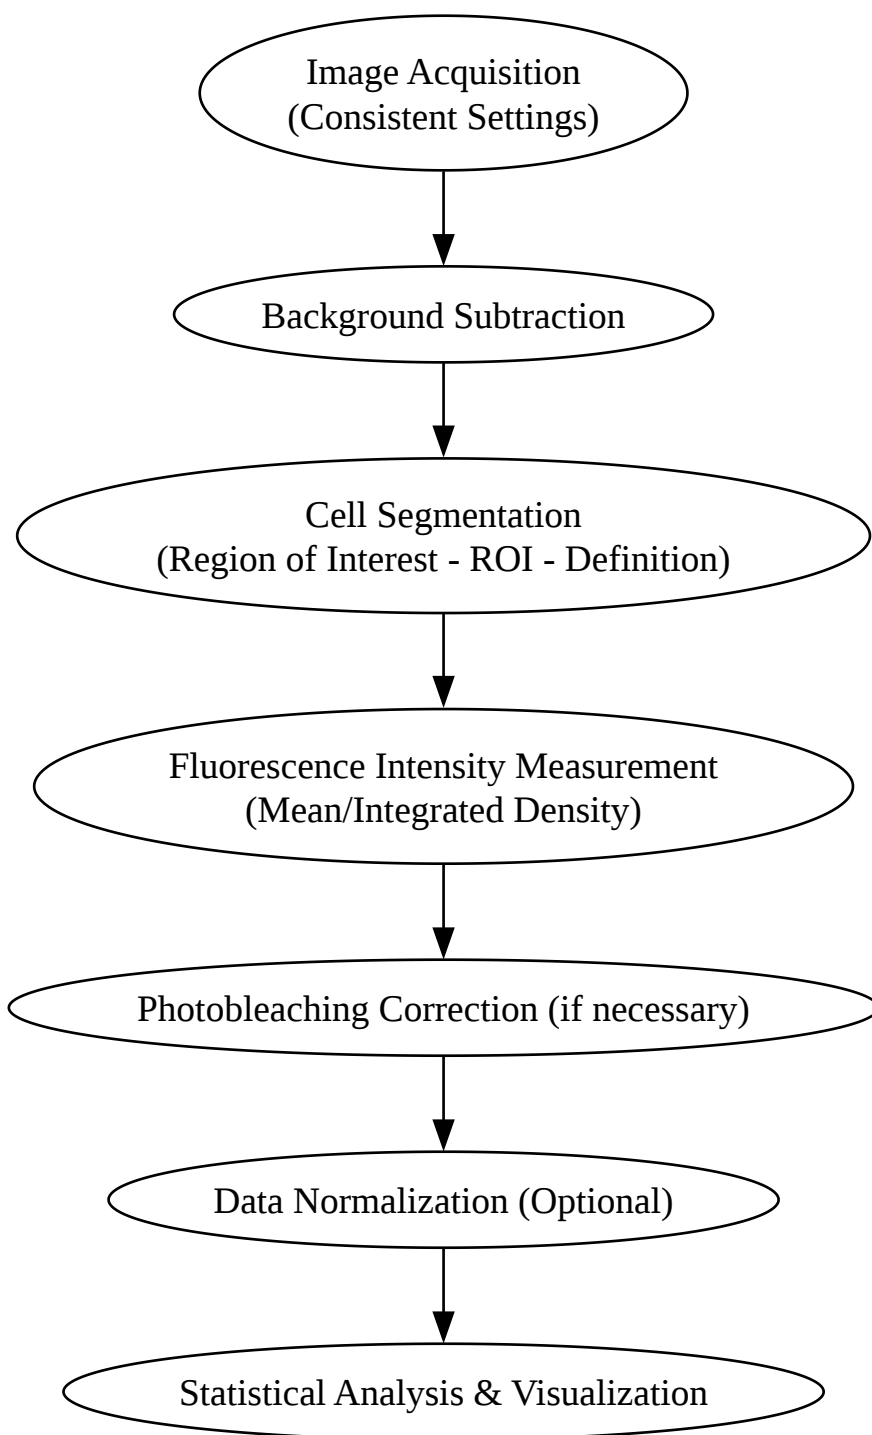 Image Acquisition
(Consistent Settings)
Background Subtraction
Cell Segmentation
(Region of Interest - ROI - Definition)
Fluorescence Intensity Measurement
(Mean/Integrated Density)
Photobleaching Correction (if necessary)
Data Normalization (Optional)
Statistical Analysis & Visualization